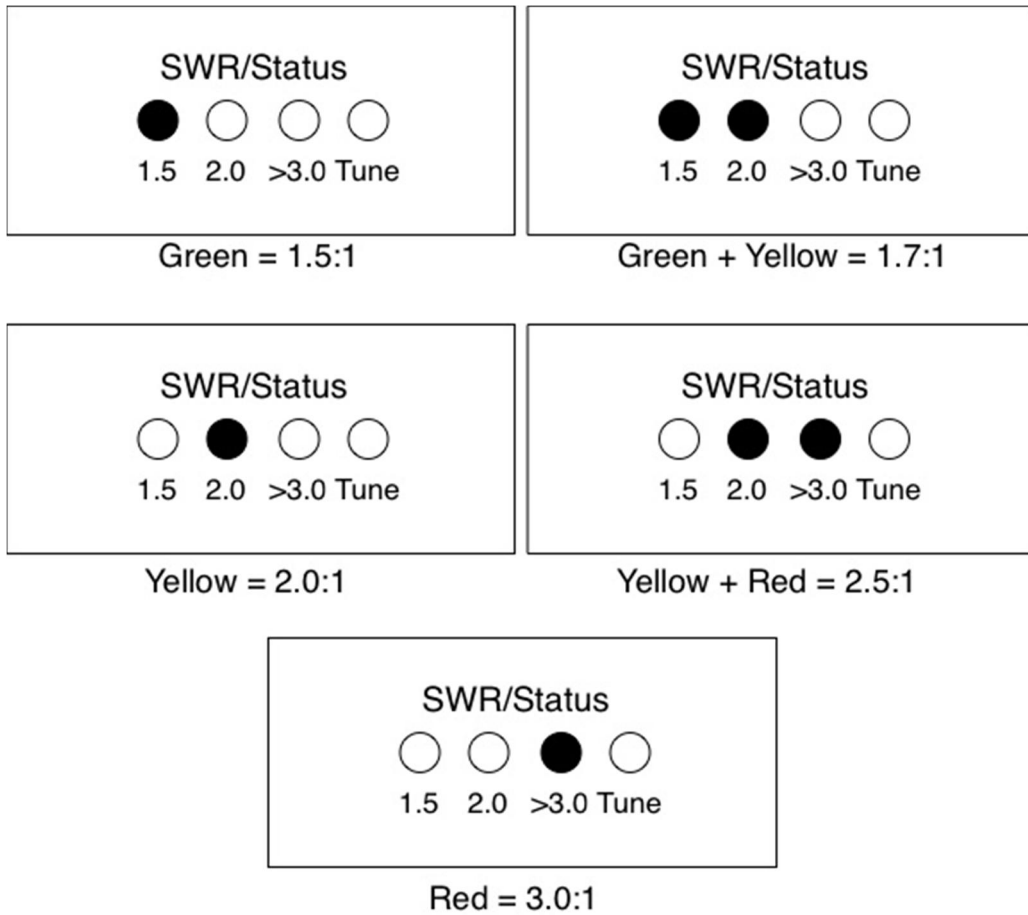 SWR/Status
1.5 2.0 >3.0 Tune
Green = 1.5:1
SWR/Status
1.5 2.0 >3.0 Tune
Green + Yellow = 1.7:1
SWR/Status
1.5 2.0 >3.0 Tune
Yellow = 2.0:1
SWR/Status
1.5 2.0 >3.0 Tune
Yellow + Red = 2.5:1
SWR/Status
1.5 2.0 >3.0 Tune
Red = 3.0:1